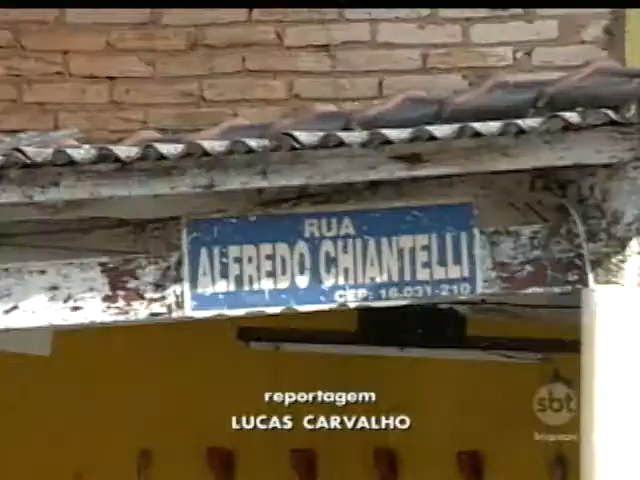 RUA
ALFREDO CHIANTELLI
CEP: 16.031-210
reportagem
LUCAS CARVALHO
sbt